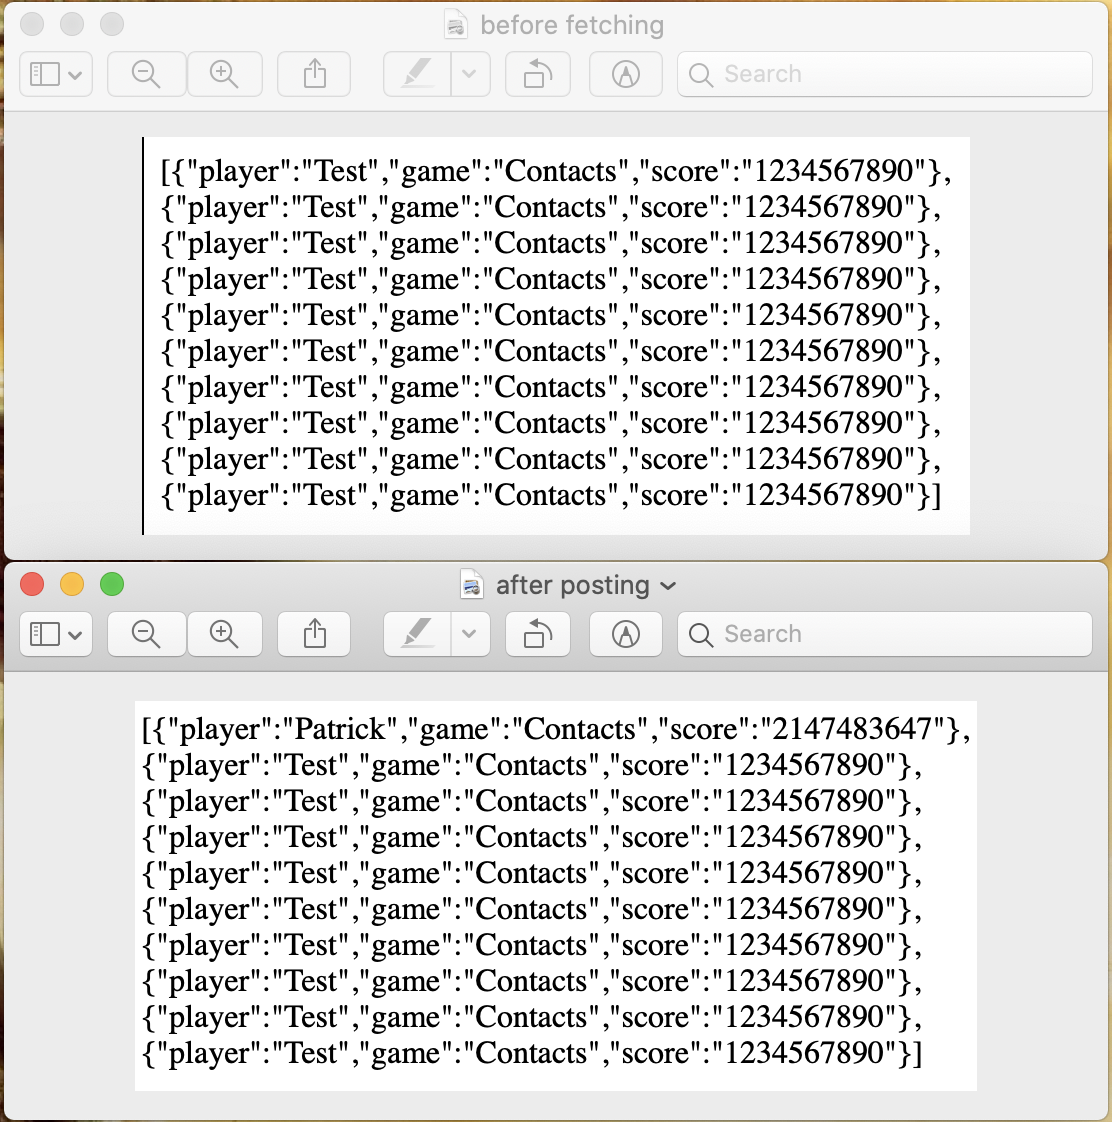 before fetching
Search
[{"player":"Test","game":"Contacts","score":"1234567890"},
{"player":"Test","game":"Contacts","score":"1234567890"},
{"player":"Test","game":"Contacts","score":"1234567890"},
{"player":"Test","game":"Contacts","score":"1234567890"},
{"player":"Test","game":"Contacts","score":"1234567890"},
{"player":"Test","game":"Contacts","score":"1234567890"},
{"player":"Test","game":"Contacts","score":"1234567890"},
{"player":"Test","game":"Contacts","score":"1234567890"},
{"player":"Test","game":"Contacts","score":"1234567890"},
{"player":"Test","game":"Contacts","score":"1234567890"}]
after posting
Search
[{"player":"Patrick","game":"Contacts","score":"2147483647"},
{"player":"Test","game":"Contacts","score":"1234567890"},
{"player":"Test","game":"Contacts","score":"1234567890"},
{"player":"Test","game":"Contacts","score":"1234567890"},
{"player":"Test","game":"Contacts","score":"1234567890"},
{"player":"Test","game":"Contacts","score":"1234567890"},
{"player":"Test","game":"Contacts","score":"1234567890"},
{"player":"Test","game":"Contacts","score":"1234567890"},
{"player":"Test","game":"Contacts","score":"1234567890"},
{"player":"Test","game":"Contacts","score":"1234567890"}]